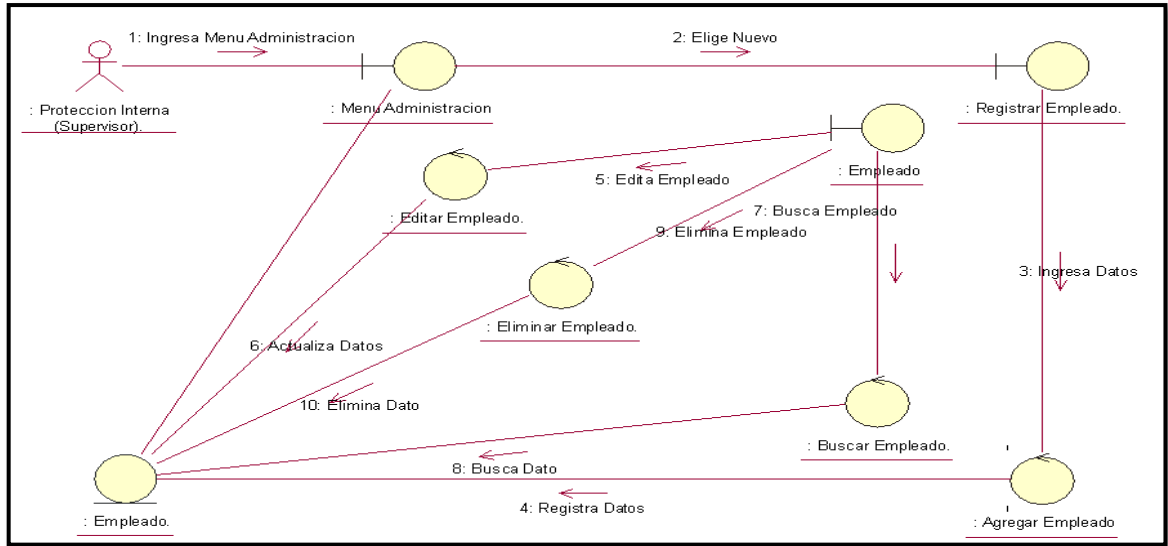 1: Ingresa Menu Administracion
2: Elige Nuevo
: Proteccion Interna
(Supervisor).
: Menu Administracion
: Registrar Empleado.
: Empleado
5: Edita Empleado
: Editar Empleado.
7: Busca Empleado
9: Elimina Empleado
3: Ingresa Datos
: Eliminar Empleado.
6: Actualiza Datos
10: Elimina Dato
: Buscar Empleado.
8: Busca Dato
4: Registra Datos
: Empleado.
: Agregar Empleado